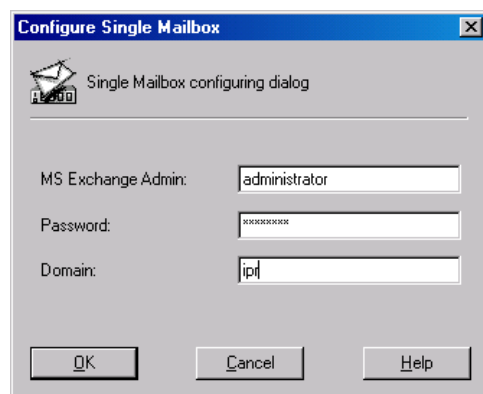 Configure Single Mailbox
Single Mailbox configuring dialog
MS Exchange Admin: administrator
Password: ********
Domain: ipr
OK Cancel Help